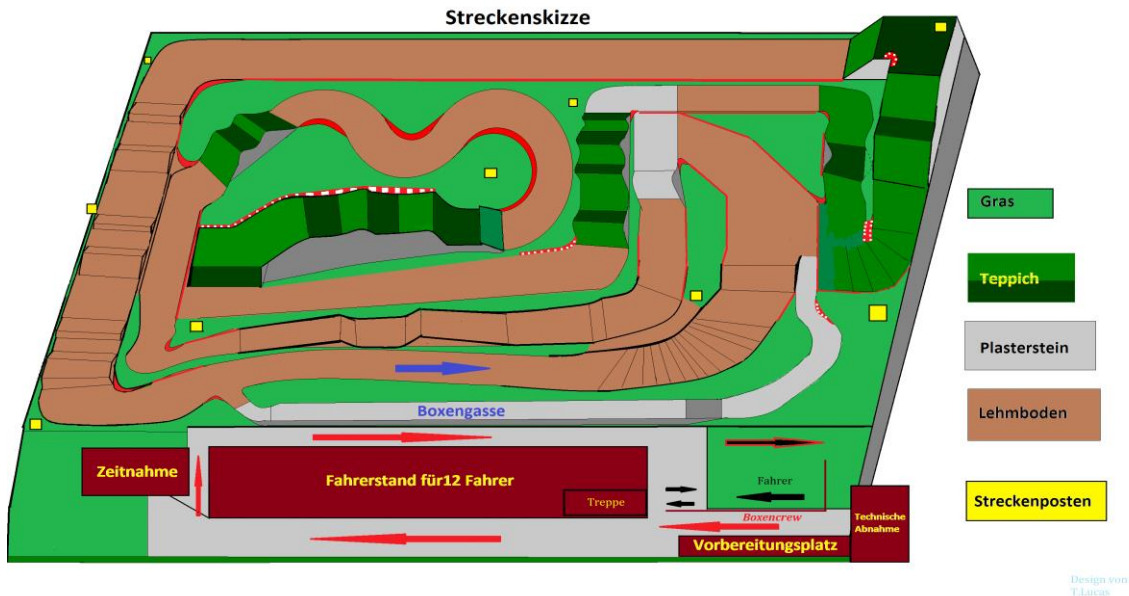 Streckenskizze
Gras
Teppich
Plasterstein
Lehmboden
Streckenposten
Boxengasse
Zeitnahme
Fahrerstand für12 Fahrer
Treppe
Fahrer
Boxencrew
Technische
Abnahme
Vorbereitungsplatz
Design von
T.Lucas